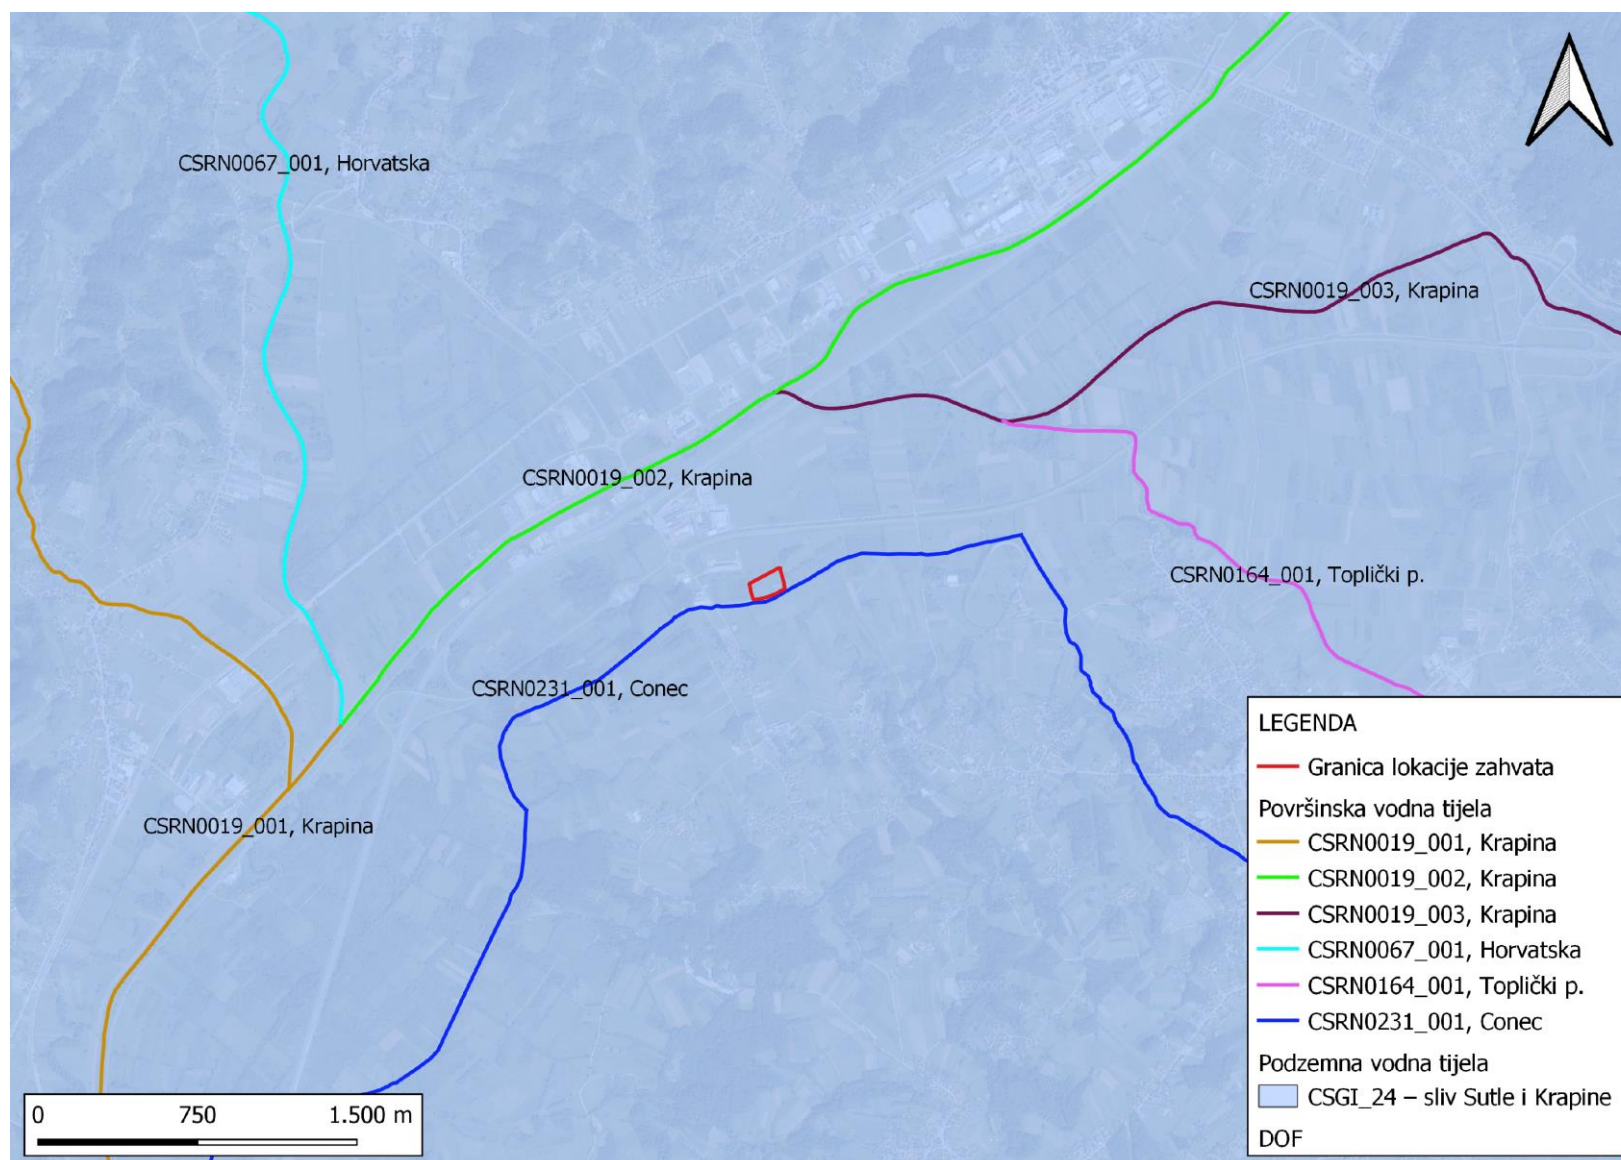 CSRN0067_001, Horvatska
CSRN0019_003, Krapina
CSRN0019_002, Krapina
CSRN0164_001, Toplički p.
CSRN0231_001, Conec
CSRN0019_001, Krapina
LEGENDA
Granica lokacije zahvata
Površinska vodna tijela
CSRN0019_001, Krapina
CSRN0019_002, Krapina
CSRN0019_003, Krapina
CSRN0067_001, Horvatska
CSRN0164_001, Toplički p.
CSRN0231_001, Conec
Podzemna vodna tijela
CSGI_24 – sliv Sutle i Krapine
DOF
0 750 1.500 m